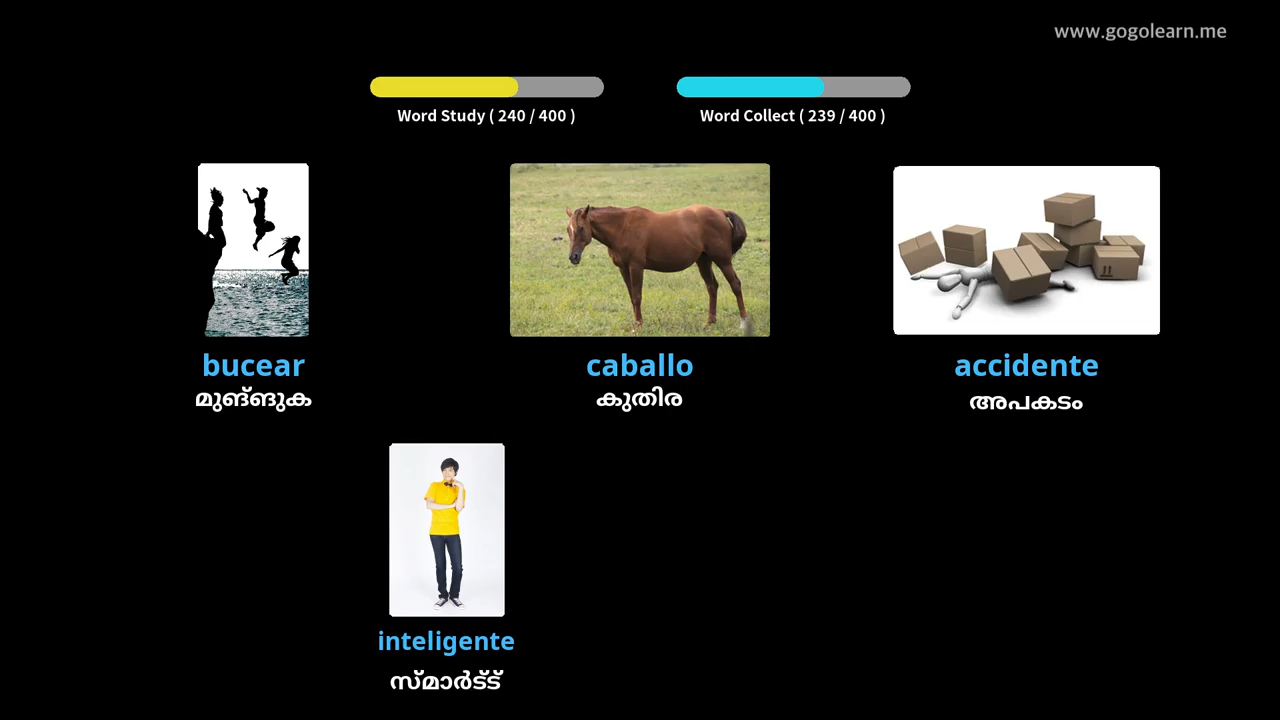 www.gogolearn.me
Word Study ( 240 / 400 )
Word Collect ( 239 / 400 )
bucear
മുങ്ങുക
caballo
കുതിര
accidente
അപകടം
inteligente
സ്മാർട്ട്